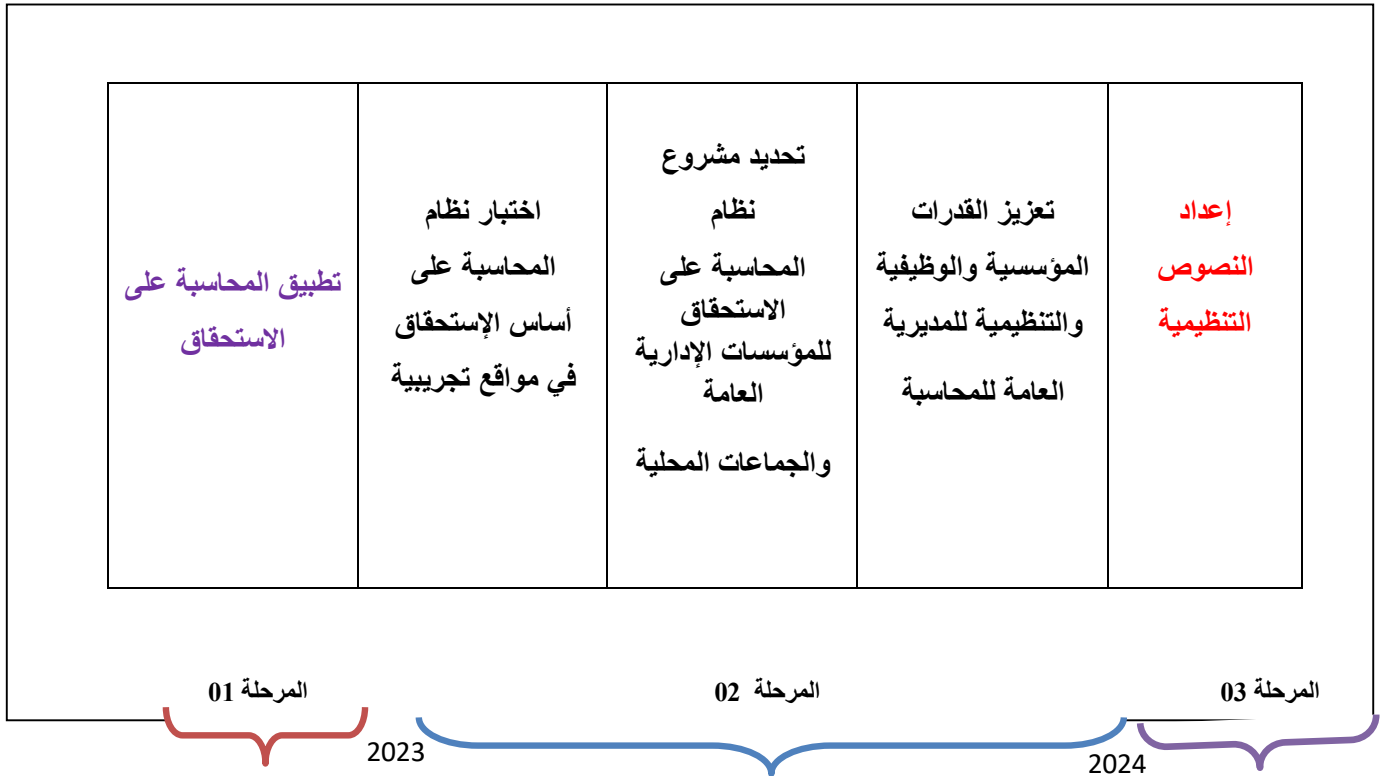 إعداد
النصوص
التنظيمية
تعزيز القدرات
المؤسسية والوظيفية
والتنظيمية للمديرية
العامة للمحاسبة
تحديد مشروع
نظام
المحاسبة على
الاستحقاق
للمؤسسات الإدارية
العامة
والجماعات المحلية
اختبار نظام
المحاسبة على
أساس الإستحقاق
في مواقع تجريبية
تطبيق المحاسبة على
الاستحقاق
المرحلة 03
المرحلة 02
المرحلة 01
2024
2023